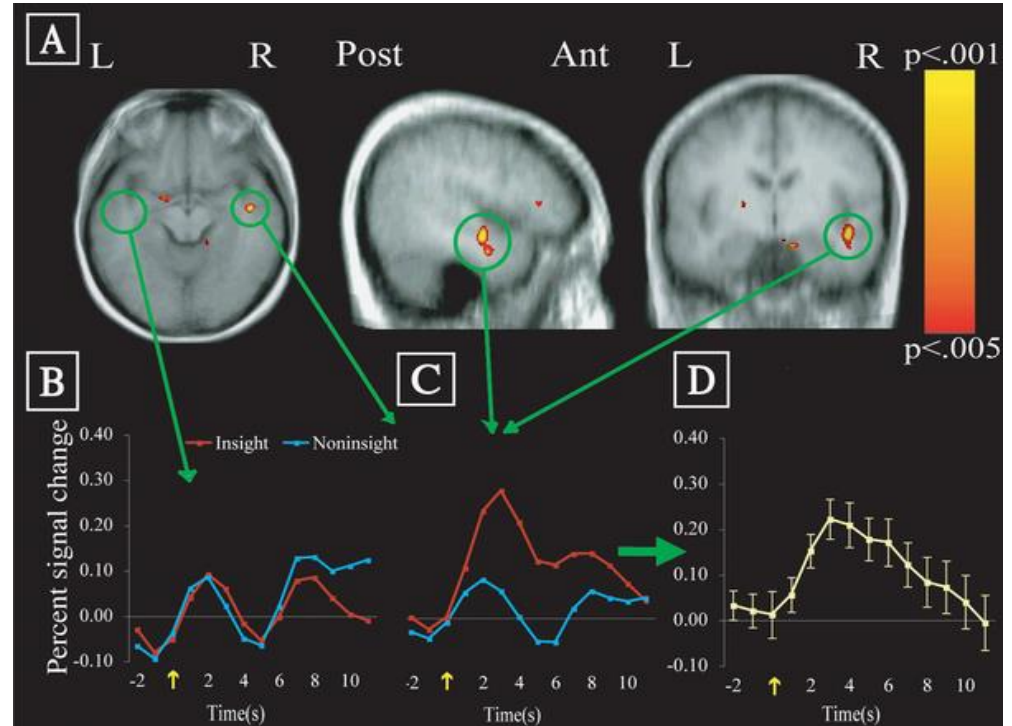 A
L R
Post Ant
L R
p<.001
p<.005
B
C
D
Percent signal change
Insight Noninsight
0.40
0.30
0.20
0.10
0.00
-0.10
-2 2 4 6 8 10
Time(s)
-2 2 4 6 8 10
Time(s)
0.40
0.30
0.20
0.10
0.00
-0.10
-2 2 4 6 8 10
Time(s)